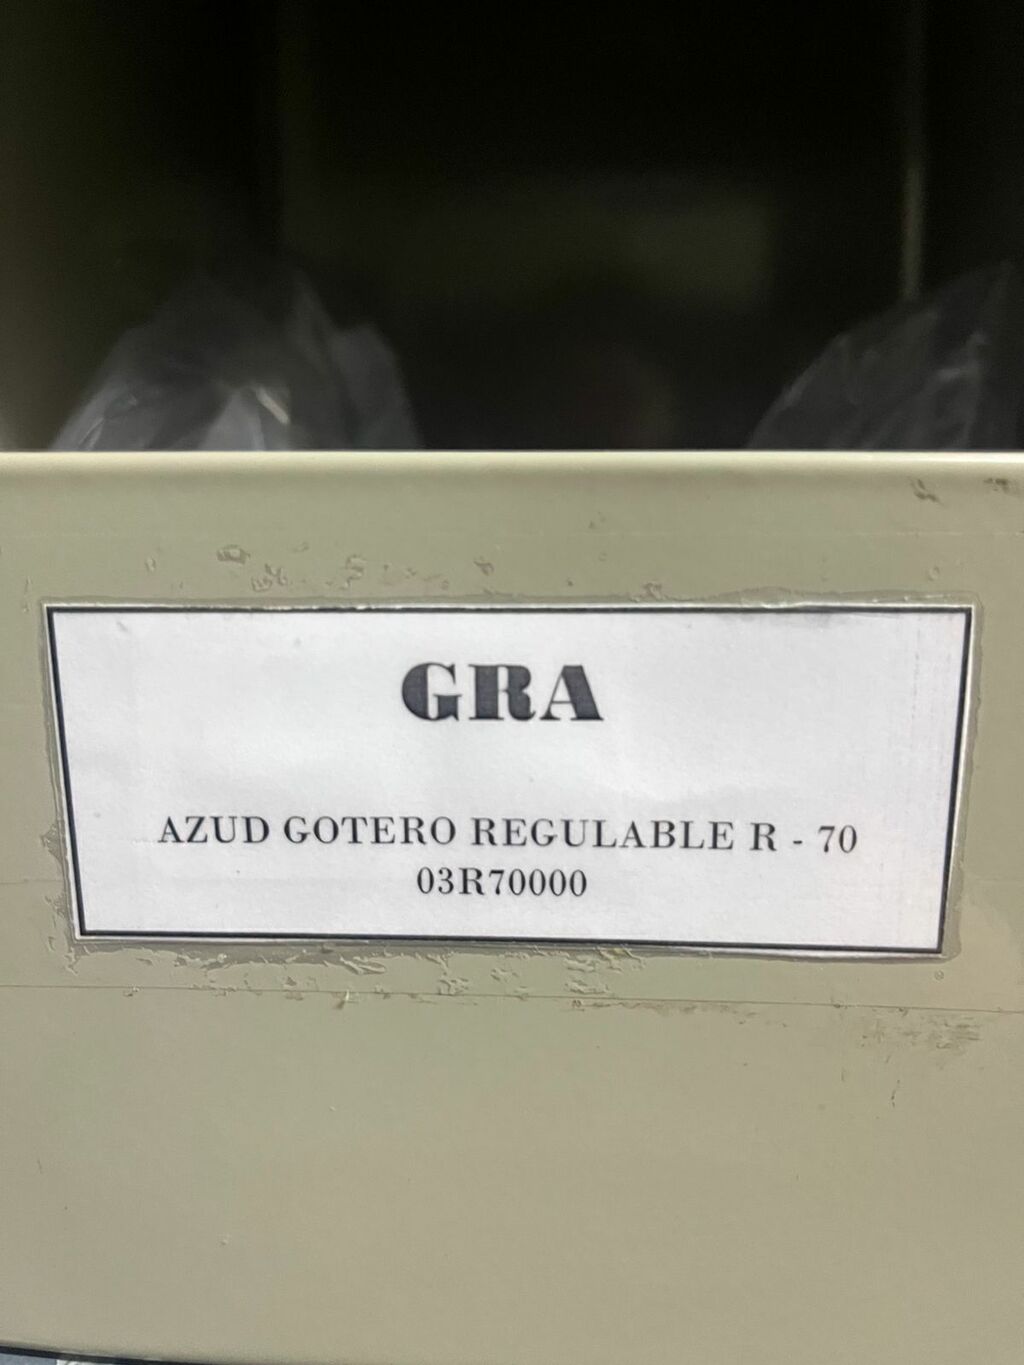 GRA
AZUD GOTERO REGULABLE R - 70
03R70000